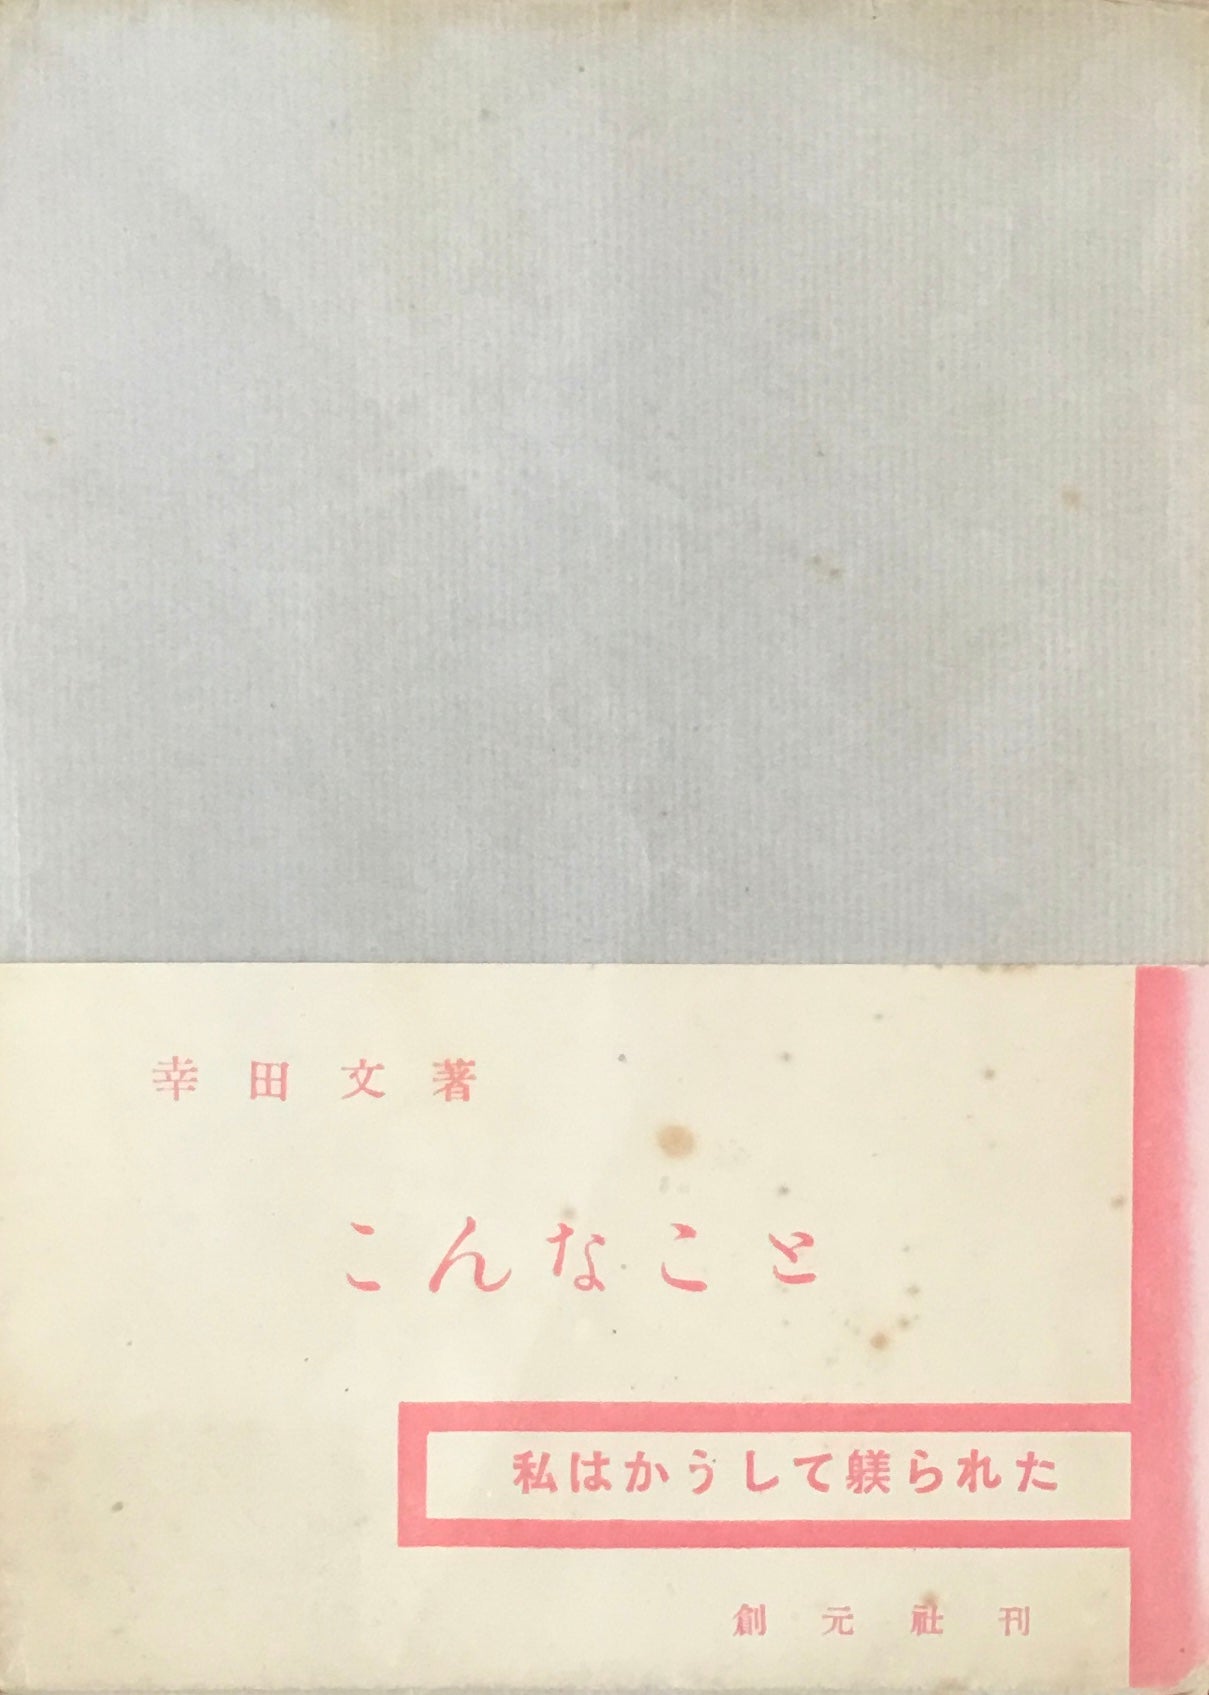 幸田文著
こんなこと
私はかうして躾られた
創元社刊